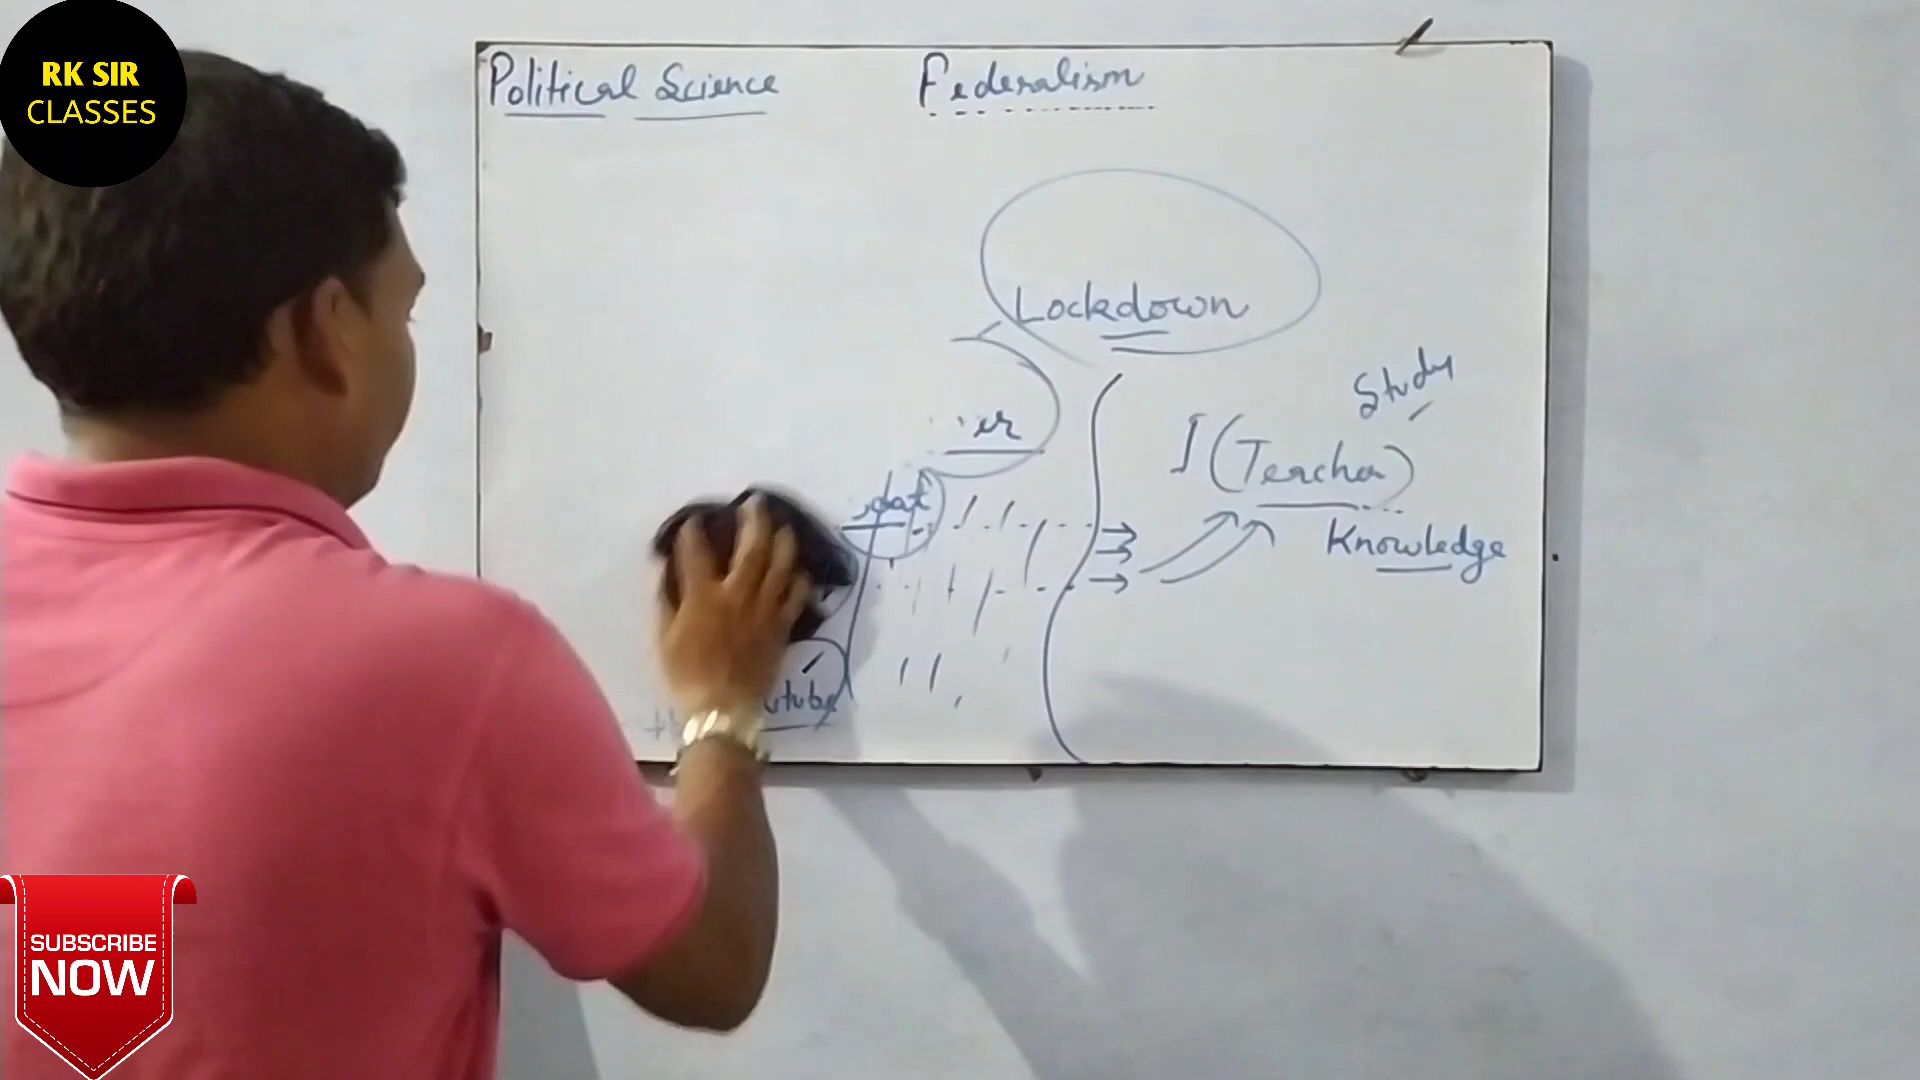 RK SIR
CLASSES
Political Science
Federalism
Lockdown
Study
(Teacher)
Knowledge
SUBSCRIBE
NOW